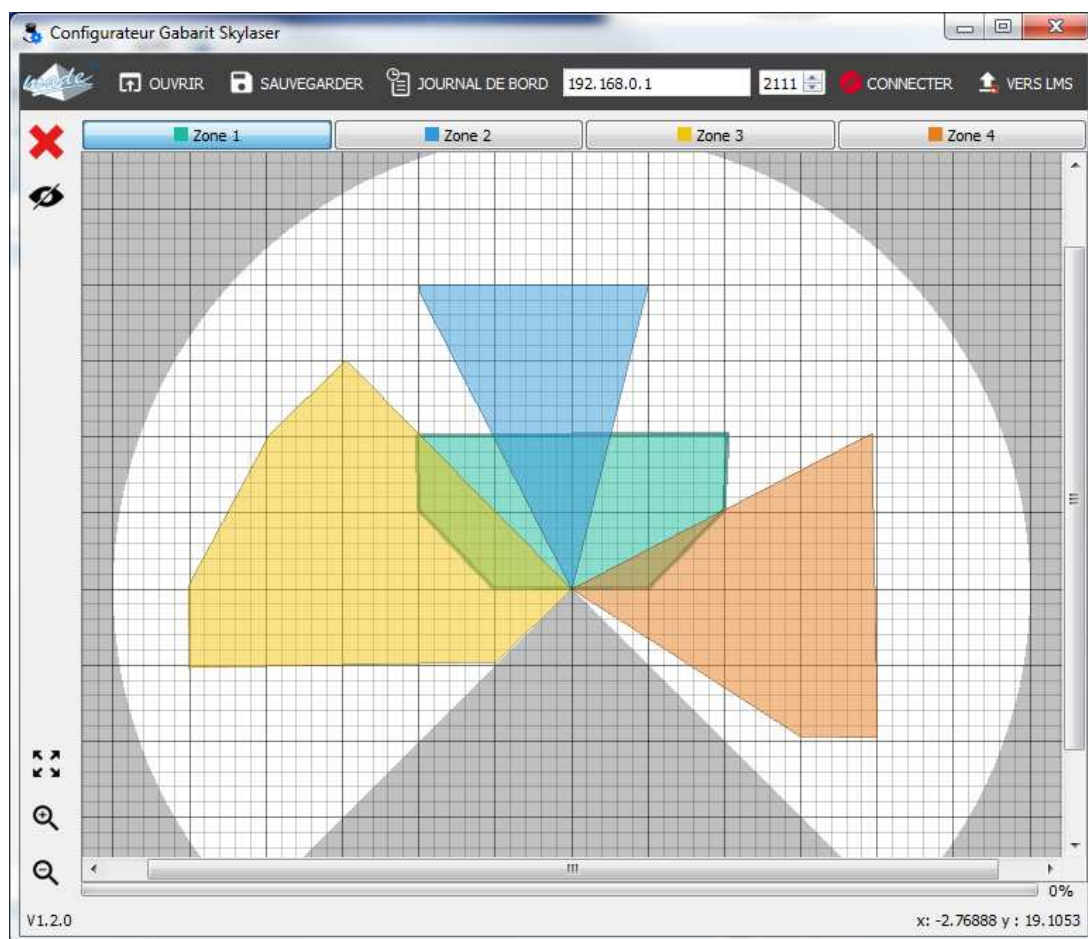 Configurateur Gabarit Skylaser
made OUVRIR SAUVEGARDER JOURNAL DE BORD 192.168.0.1 2111 CONNECTER VERS LMS
Zone 1 Zone 2 Zone 3 Zone 4
0%
V1.2.0 x: -2.76888 y : 19.1053